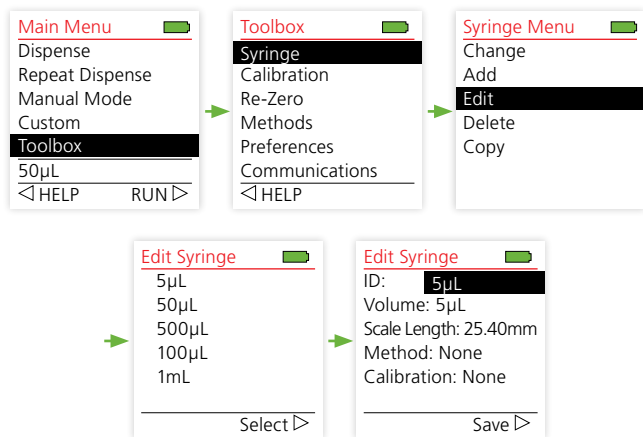 Main Menu
Dispense
Repeat Dispense
Manual Mode
Custom
Toolbox
50µL
◁ HELP RUN ▷
Toolbox
Syringe
Calibration
Re-Zero
Methods
Preferences
Communications
◁ HELP
Syringe Menu
Change
Add
Edit
Delete
Copy
Edit Syringe
5µL
50µL
500µL
100µL
1mL
Select ▷
Edit Syringe
ID: 5µL
Volume: 5µL
Scale Length: 25.40mm
Method: None
Calibration: None
Save ▷